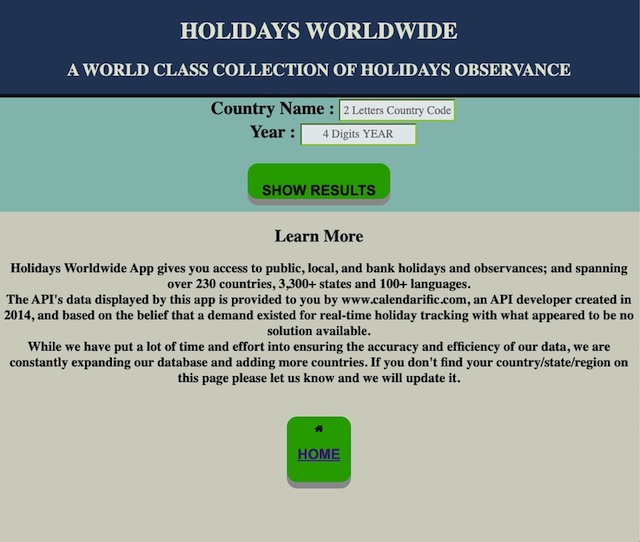 HOLIDAYS WORLDWIDE
A WORLD CLASS COLLECTION OF HOLIDAYS OBSERVANCE
Country Name : 2 Letters Country Code
Year : 4 Digits YEAR
SHOW RESULTS
Learn More
Holidays Worldwide App gives you access to public, local, and bank holidays and observances; and spanning
over 230 countries, 3,300+ states and 100+ languages.
The API's data displayed by this app is provided to you by www.calendarific.com, an API developer created in
2014, and based on the belief that a demand existed for real-time holiday tracking with what appeared to be no
solution available.
While we have put a lot of time and effort into ensuring the accuracy and efficiency of our data, we are
constantly expanding our database and adding more countries. If you don't find your country/state/region on
this page please let us know and we will update it.
HOME